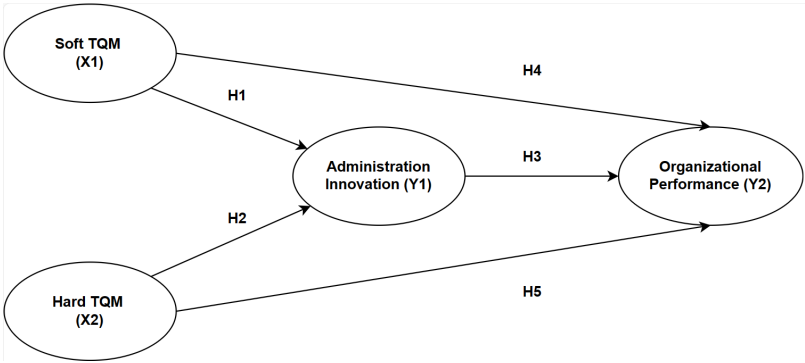 Soft TQM
(X1)
H4
H1
Administration
Innovation (Y1)
H3
Organizational
Performance (Y2)
H2
Hard TQM
(X2)
H5